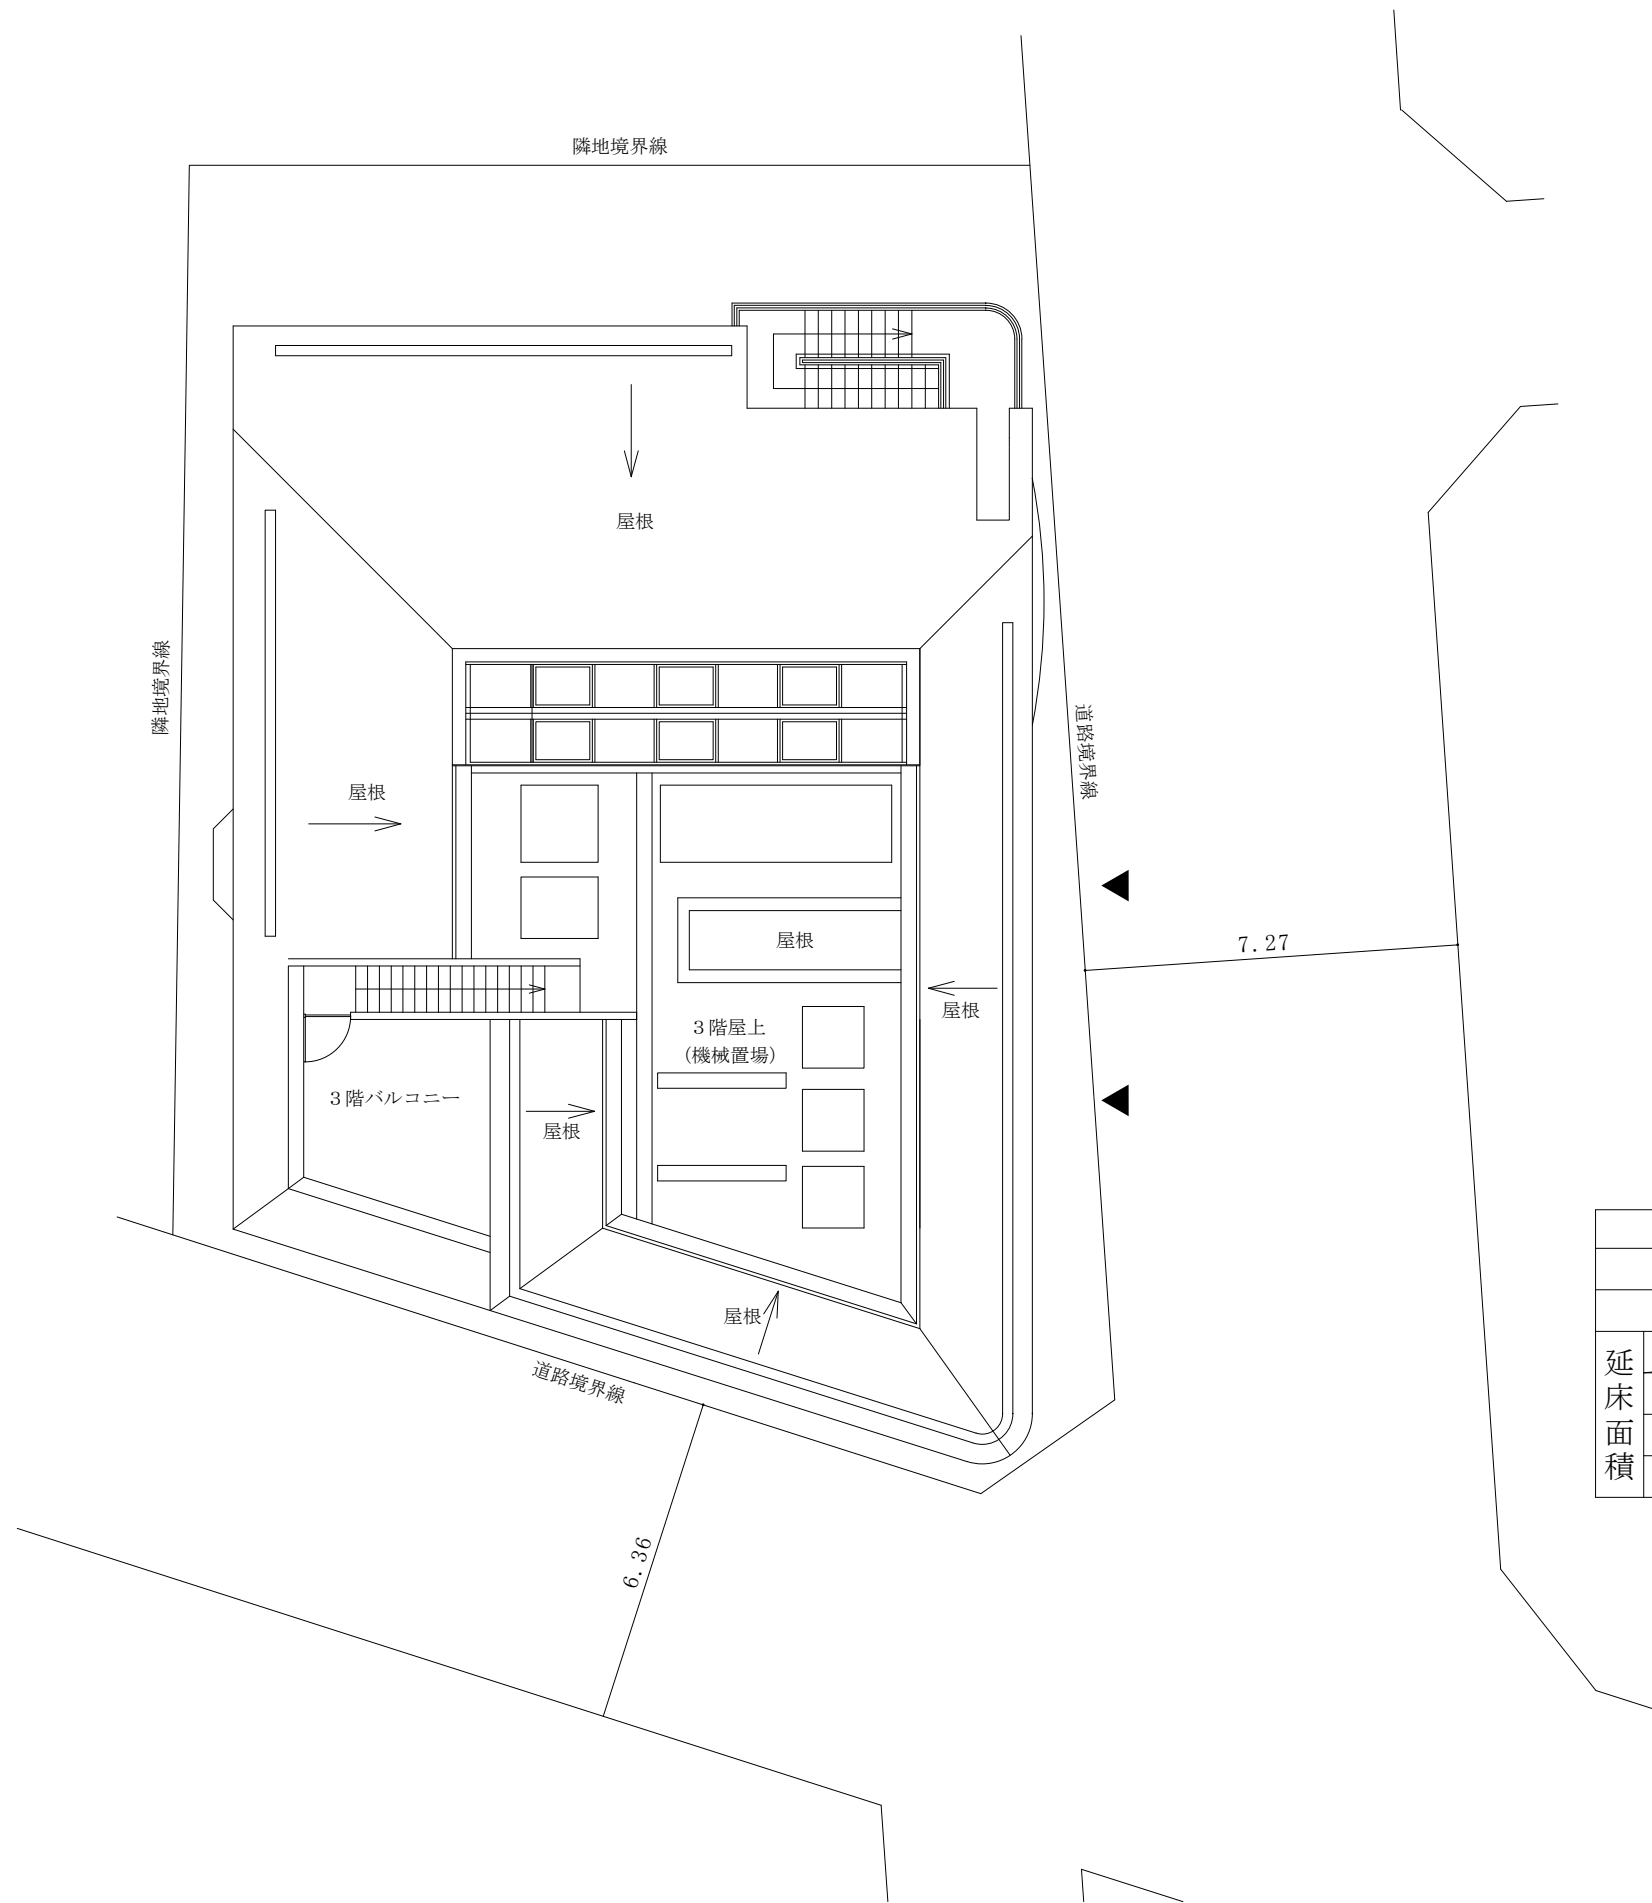 隣地境界線
屋根
隣地境界線
道路境界線
屋根
屋根
7.27
屋根
3階屋上
(機械置場)
3階バルコニー
屋根
屋根
道路境界線
延床面積
6.36